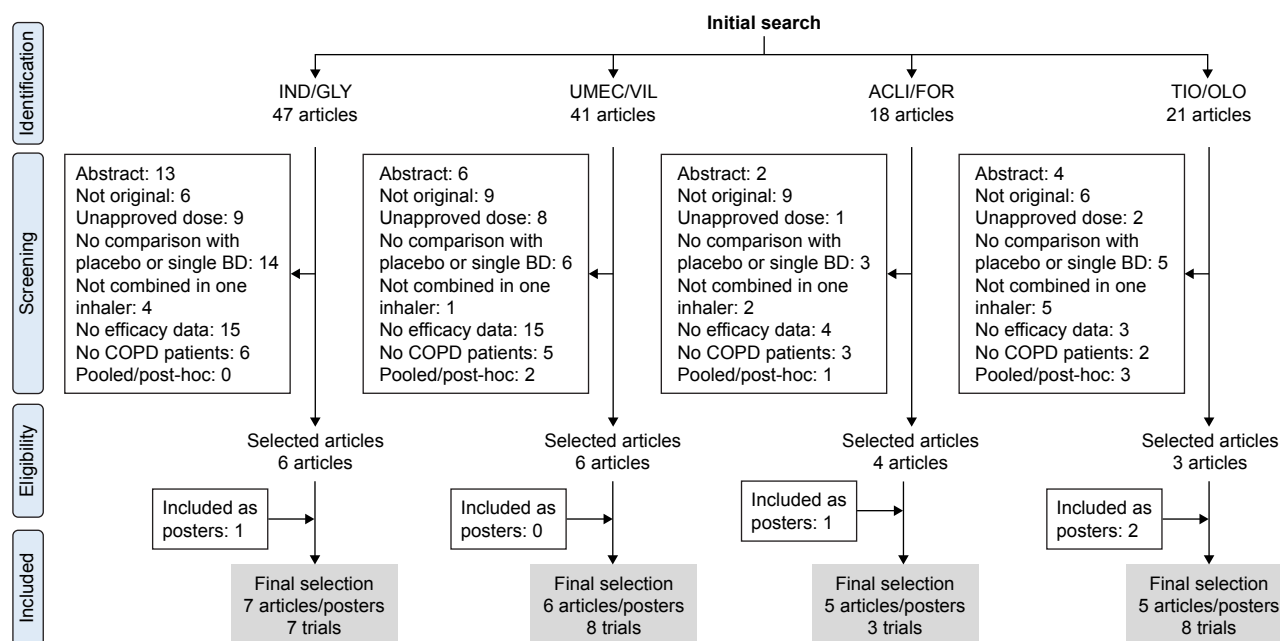 Initial search
Identification
IND/GLY
47 articles
UMEC/VIL
41 articles
ACLI/FOR
18 articles
TIO/OLO
21 articles
Screening
Abstract: 13
Not original: 6
Unapproved dose: 9
No comparison with
placebo or single BD: 14
Not combined in one
inhaler: 4
No efficacy data: 15
No COPD patients: 6
Pooled/post-hoc: 0
Abstract: 6
Not original: 9
Unapproved dose: 8
No comparison with
placebo or single BD: 6
Not combined in one
inhaler: 1
No efficacy data: 15
No COPD patients: 5
Pooled/post-hoc: 2
Abstract: 2
Not original: 9
Unapproved dose: 1
No comparison with
placebo or single BD: 3
Not combined in one
inhaler: 2
No efficacy data: 4
No COPD patients: 3
Pooled/post-hoc: 1
Abstract: 4
Not original: 6
Unapproved dose: 2
No comparison with
placebo or single BD: 5
Not combined in one
inhaler: 5
No efficacy data: 3
No COPD patients: 2
Pooled/post-hoc: 3
Eligibility
Selected articles
6 articles
Selected articles
6 articles
Selected articles
4 articles
Selected articles
3 articles
Included as
posters: 1
Included as
posters: 0
Included as
posters: 1
Included as
posters: 2
Included
Final selection
7 articles/posters
7 trials
Final selection
6 articles/posters
8 trials
Final selection
5 articles/posters
3 trials
Final selection
5 articles/posters
8 trials